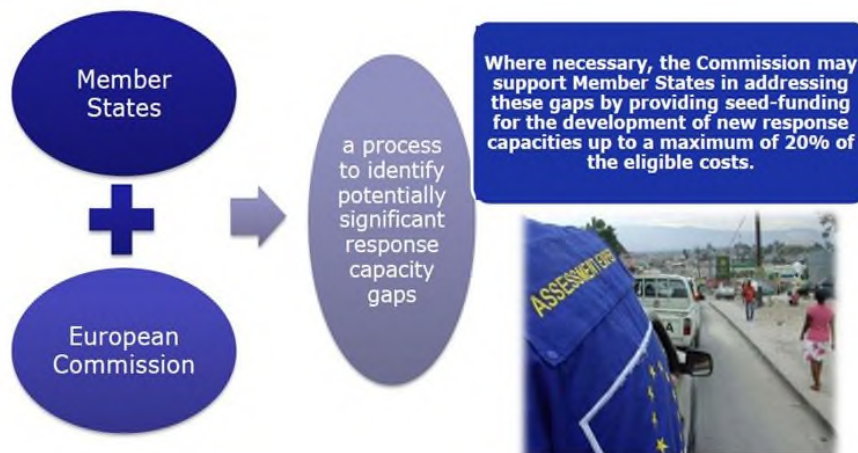 Member
States
European
Commission
a process
to identify
potentially
significant
response
capacity
gaps
Where necessary, the Commission may
support Member States in addressing
these gaps by providing seed-funding
for the development of new response
capacities up to a maximum of 20% of
the eligible costs.
ASSESSMENT